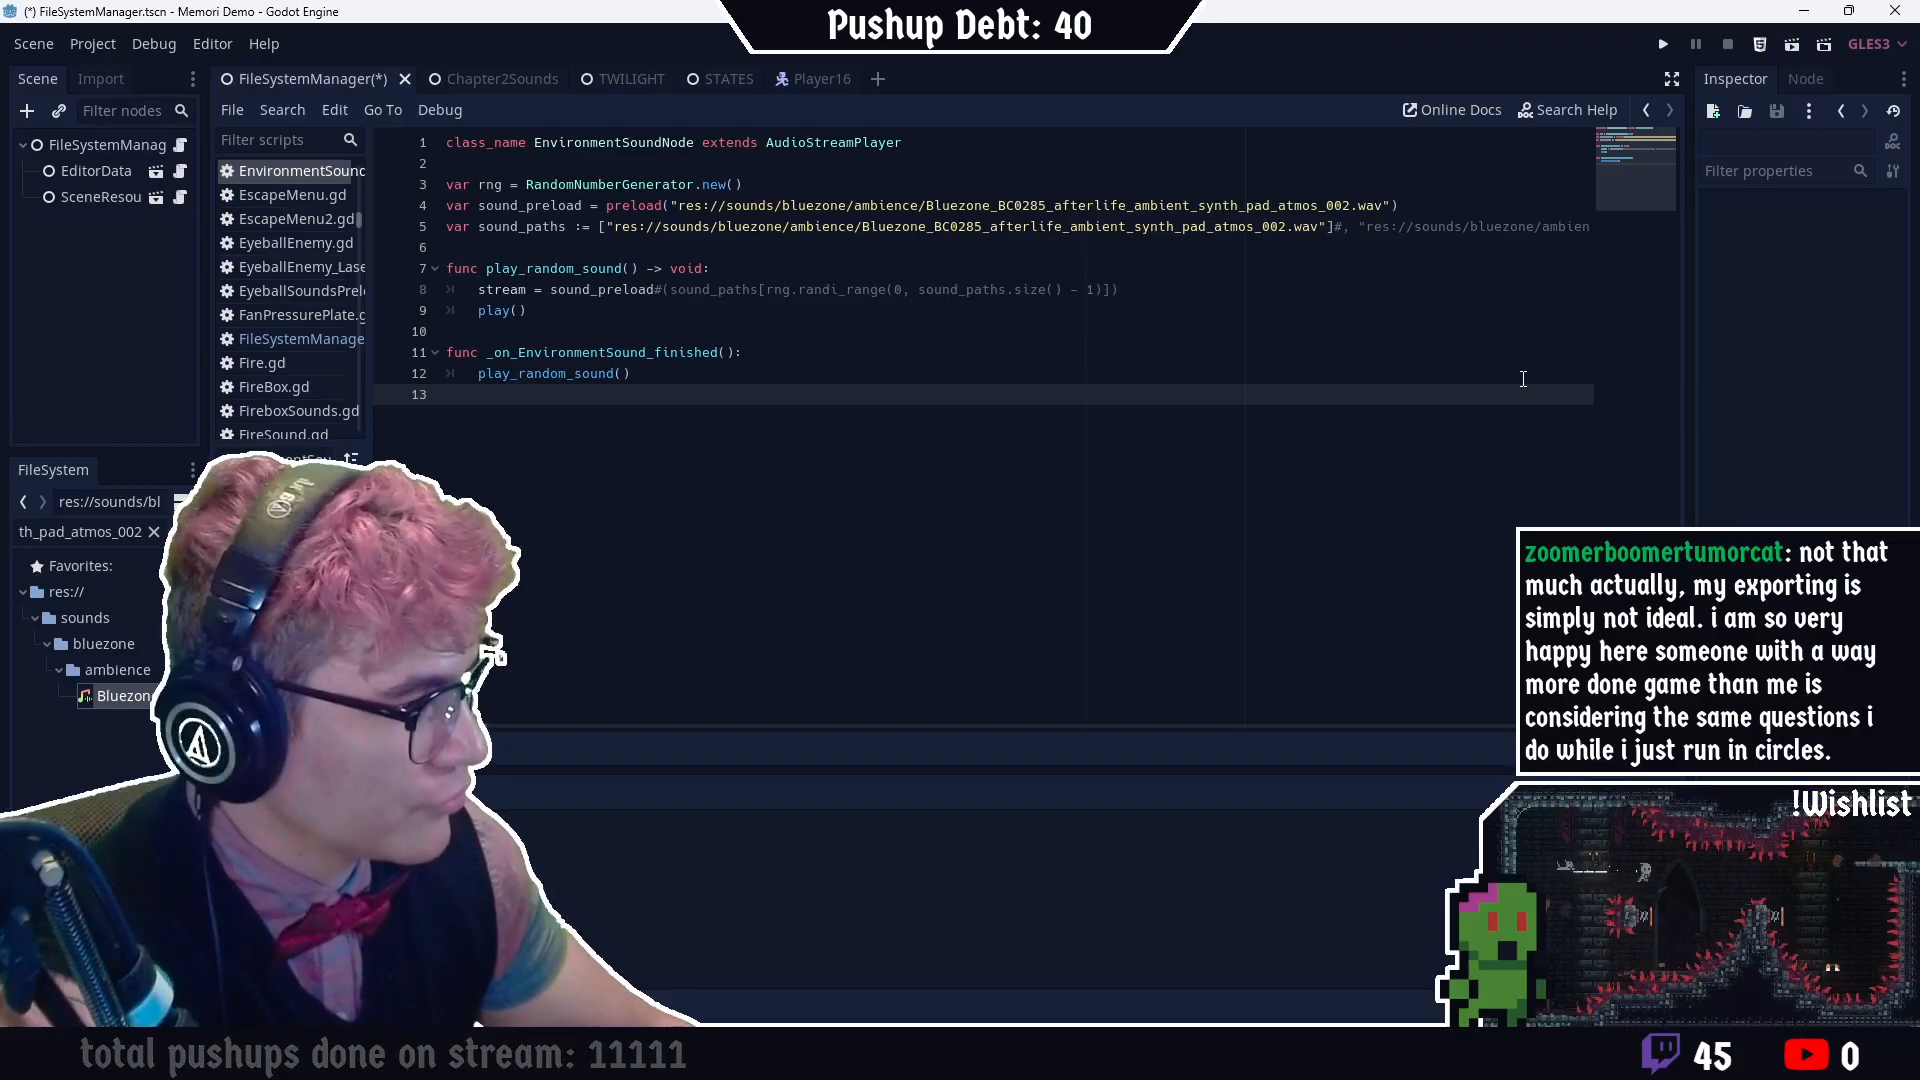 (*) FileSystemManager.tscn - Memori Demo - Godot Engine
Pushup Debt: 40
Scene Project Debug Editor Help
GLES3
Scene Import
FileSystemManager(*) Chapter2Sounds TWILIGHT STATES Player16
Inspector Node
Filter nodes
File Search Edit Go To Debug
Online Docs Search Help
Filter scripts
Filter properties
FileSystemManag
EditorData
SceneResou
EnvironmentSound
EscapeMenu.gd
EscapeMenu2.gd
EyeballEnemy.gd
EyeballEnemy_Lase
EyeballSoundsPrel
FanPressurePlate.g
FileSystemManage
Fire.gd
FireBox.gd
FireboxSounds.gd
FireSound.gd
1 class_name EnvironmentSoundNode extends AudioStreamPlayer
2
3 var rng = RandomNumberGenerator.new()
4 var sound_preload = preload("res://sounds/bluezone/ambience/Bluezone_BC0285_afterlife_ambient_synth_pad_atmos_002.wav")
5 var sound_paths := ["res://sounds/bluezone/ambience/Bluezone_BC0285_afterlife_ambient_synth_pad_atmos_002.wav"]#, "res://sounds/bluezone/ambien
6
7 func play_random_sound() -> void:
8 stream = sound_preload#(sound_paths[rng.randi_range(0, sound_paths.size() - 1)])
9 play()
10
11 func _on_EnvironmentSound_finished():
12 play_random_sound()
13
FileSystem
res://sounds/bl
th_pad_atmos_002
Favorites:
res://
sounds
bluezone
ambience
Bluezon
zoomerboomertumorcat: not that
much actually, my exporting is
simply not ideal. i am so very
happy here someone with a way
more done game than me is
considering the same questions i
do while i just run in circles.
!Wishlist
total pushups done on stream: 11111
45
0